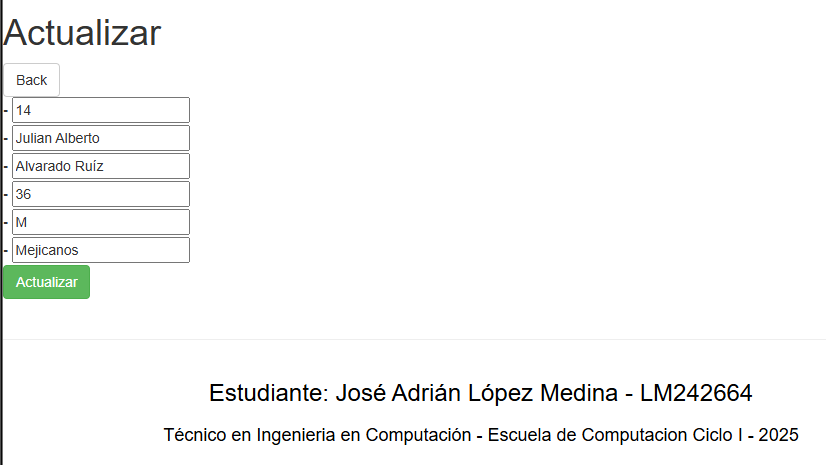 Actualizar
Back
- 14
- Julian Alberto
- Alvarado Ruíz
- 36
- M
- Mejicanos
Actualizar
Estudiante: José Adrián López Medina - LM242664
Técnico en Ingenieria en Computación - Escuela de Computacion Ciclo I - 2025